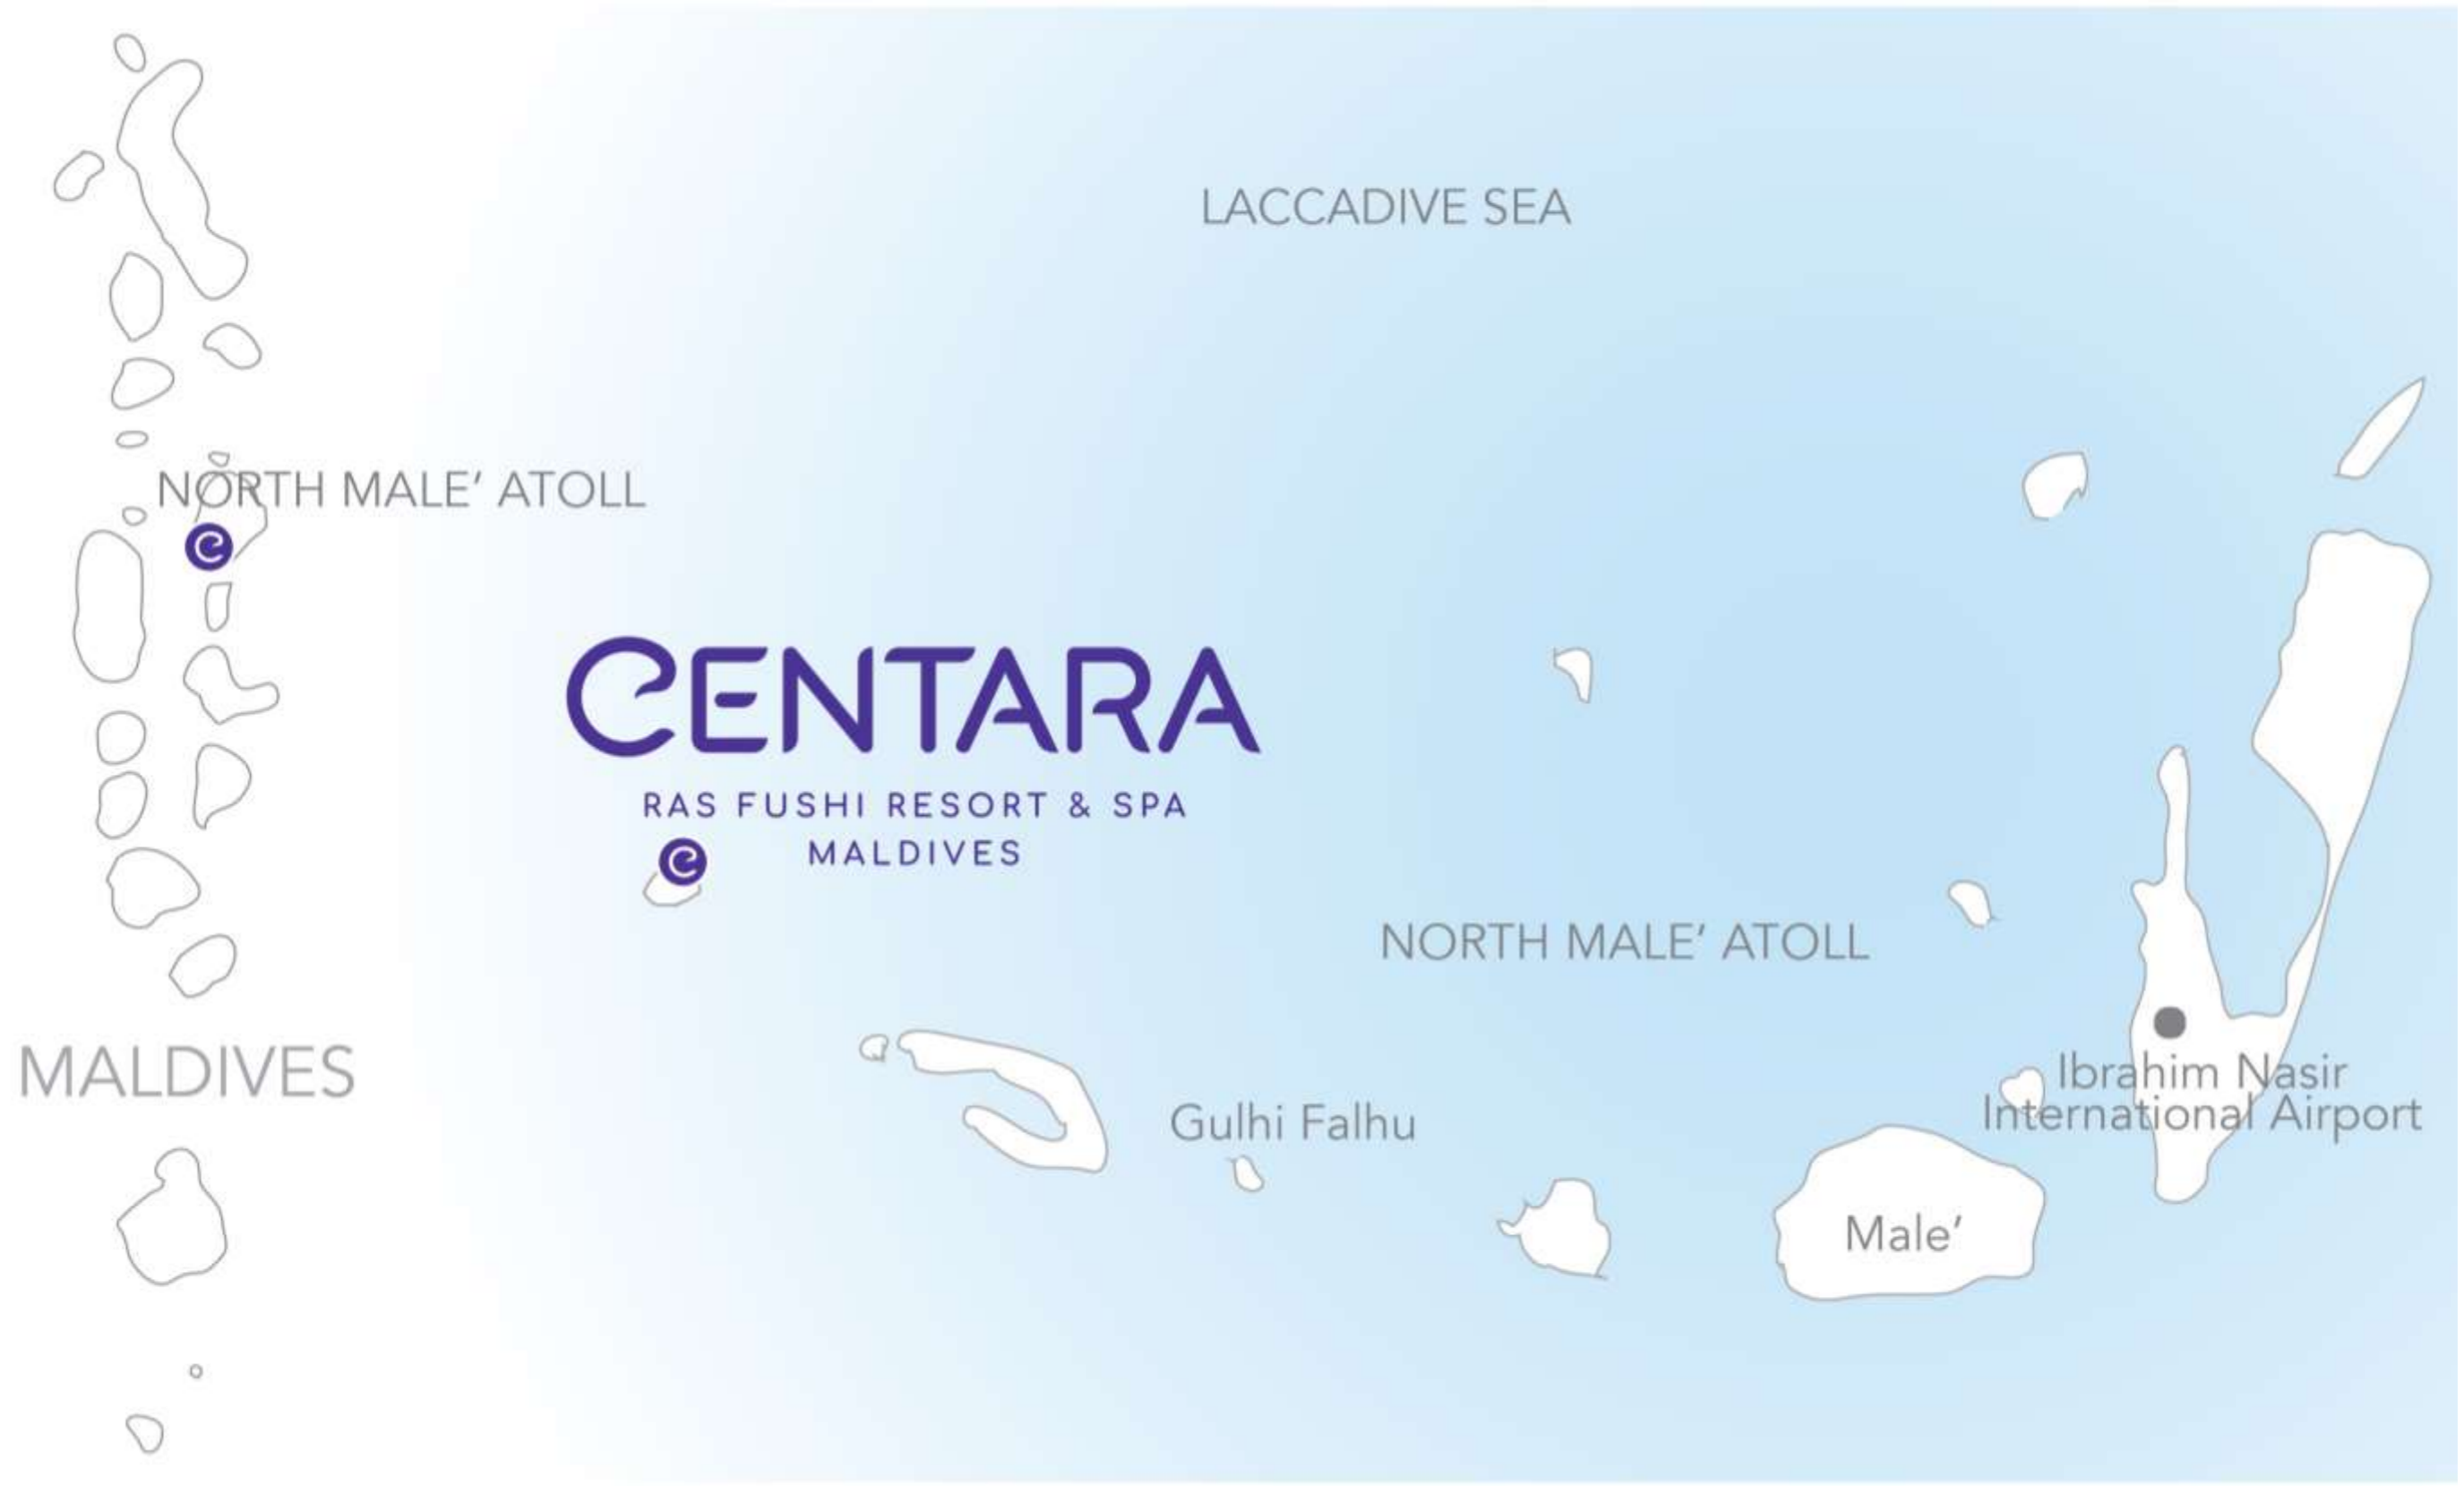 LACCADIVE SEA
NORTH MALE’ ATOLL
CENTARA
RAS FUSHI RESORT & SPA
MALDIVES
NORTH MALE’ ATOLL
MALDIVES
Gulhi Falhu
Ibrahim Nasir
International Airport
Male’